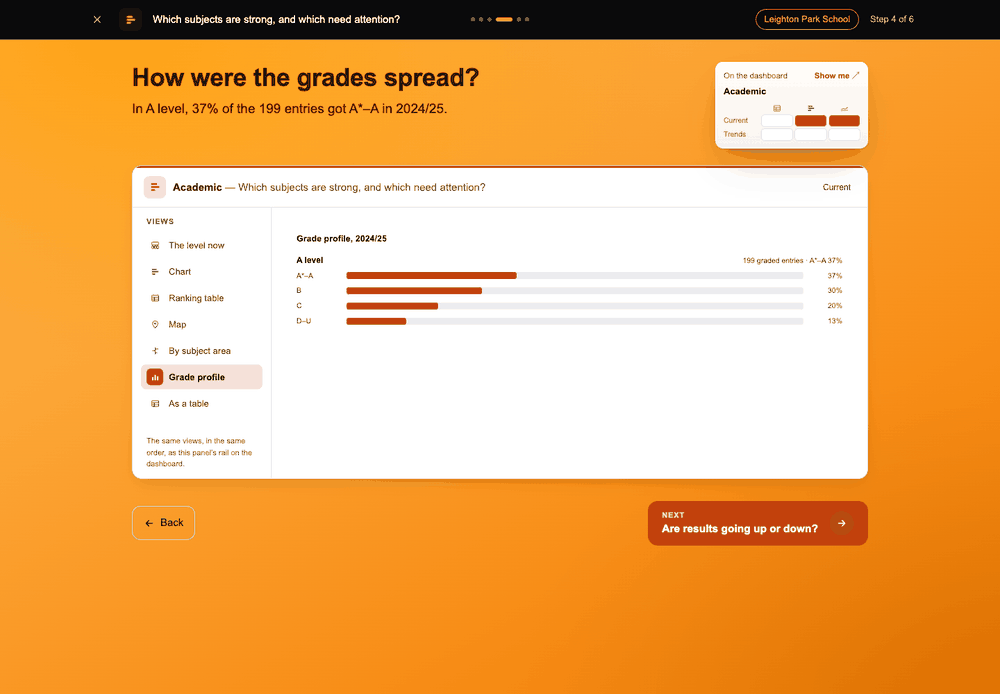 Which subjects are strong, and which need attention?
Leighton Park School
Step 4 of 6
How were the grades spread?
In A level, 37% of the 199 entries got A*–A in 2024/25.
On the dashboard
Show me
Academic
Current
Trends
Academic — Which subjects are strong, and which need attention?
Current
VIEWS
The level now
Chart
Ranking table
Map
By subject area
Grade profile
As a table
The same views, in the same
order, as this panel's rail on the
dashboard.
Grade profile, 2024/25
A level
199 graded entries · A*–A 37%
A*–A 37%
B 30%
C 20%
D–U 13%
← Back
NEXT
Are results going up or down? →